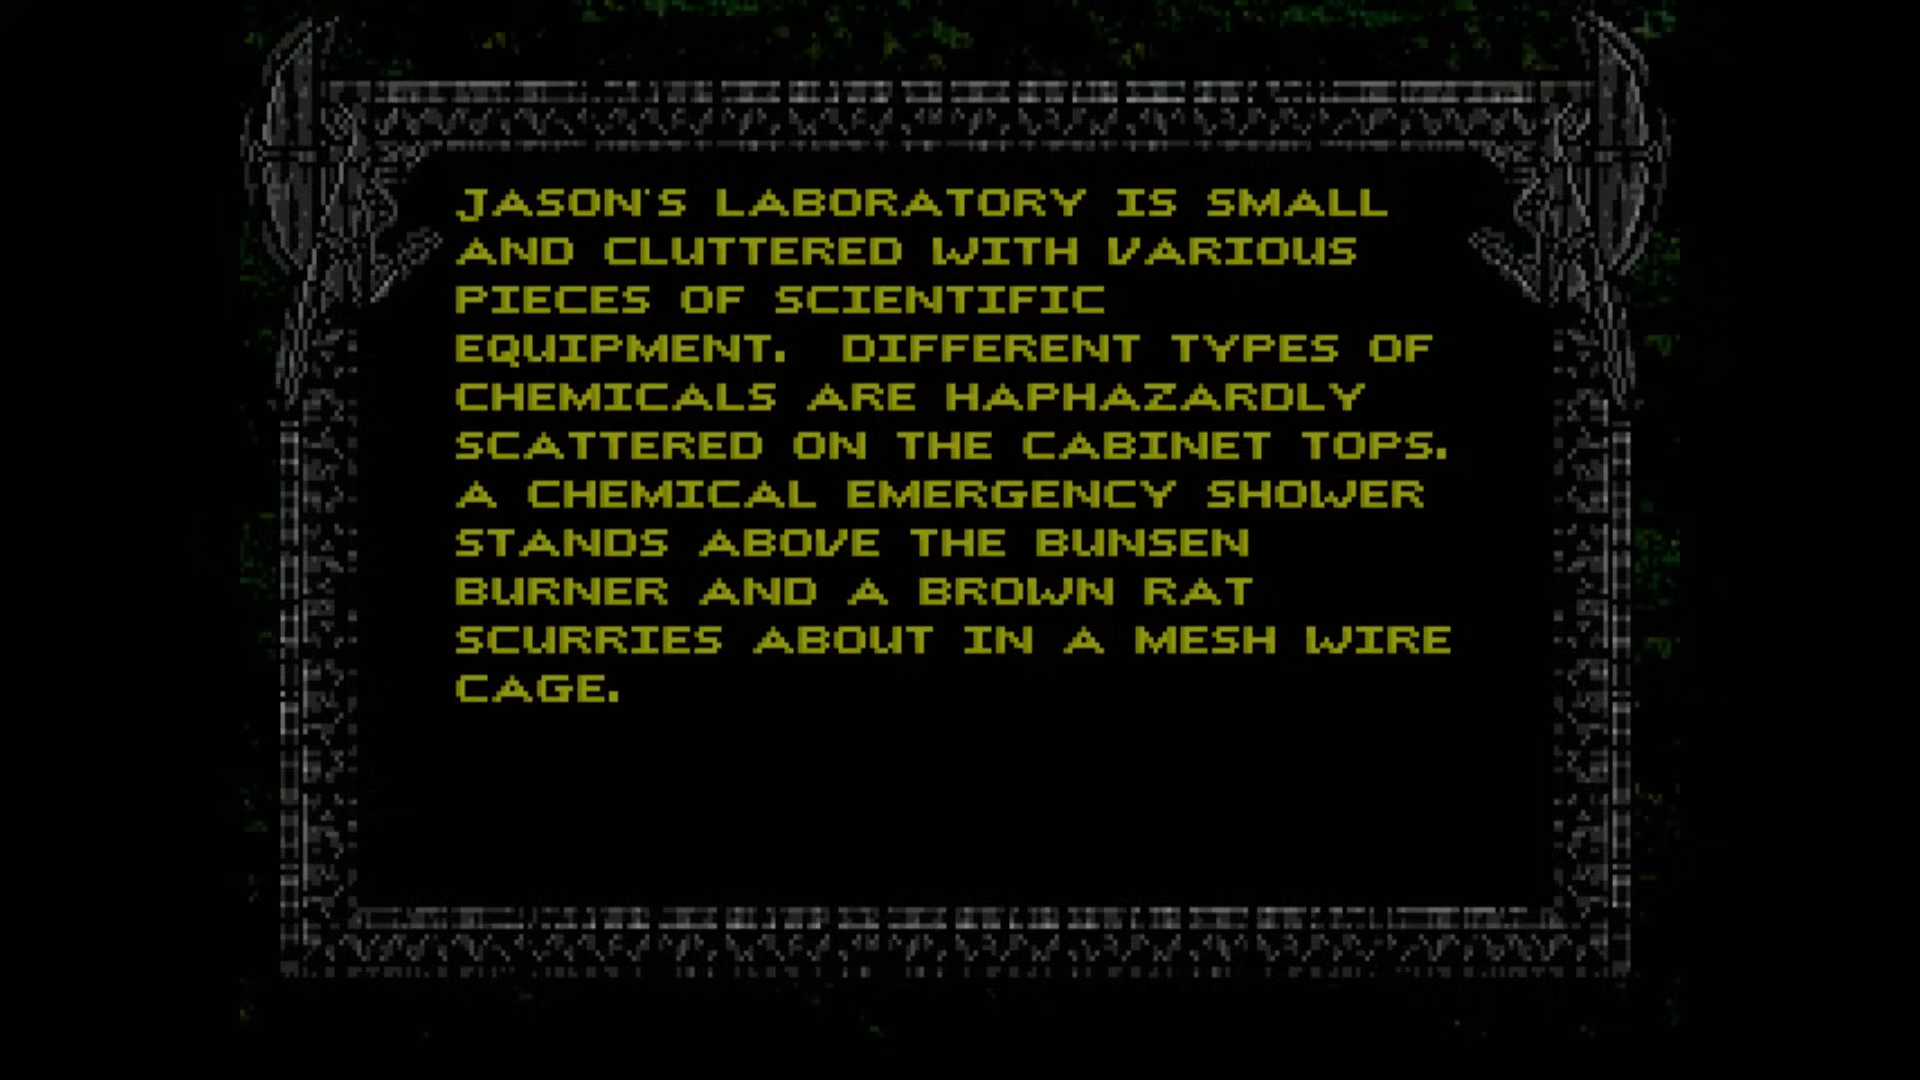 JASON'S LABORATORY IS SMALL
AND CLUTTERED WITH VARIOUS
PIECES OF SCIENTIFIC
EQUIPMENT.  DIFFERENT TYPES OF
CHEMICALS ARE HAPHAZARDLY
SCATTERED ON THE CABINET TOPS.
A CHEMICAL EMERGENCY SHOWER
STANDS ABOVE THE BUNSEN
BURNER AND A BROWN RAT
SCURRIES ABOUT IN A MESH WIRE
CAGE.